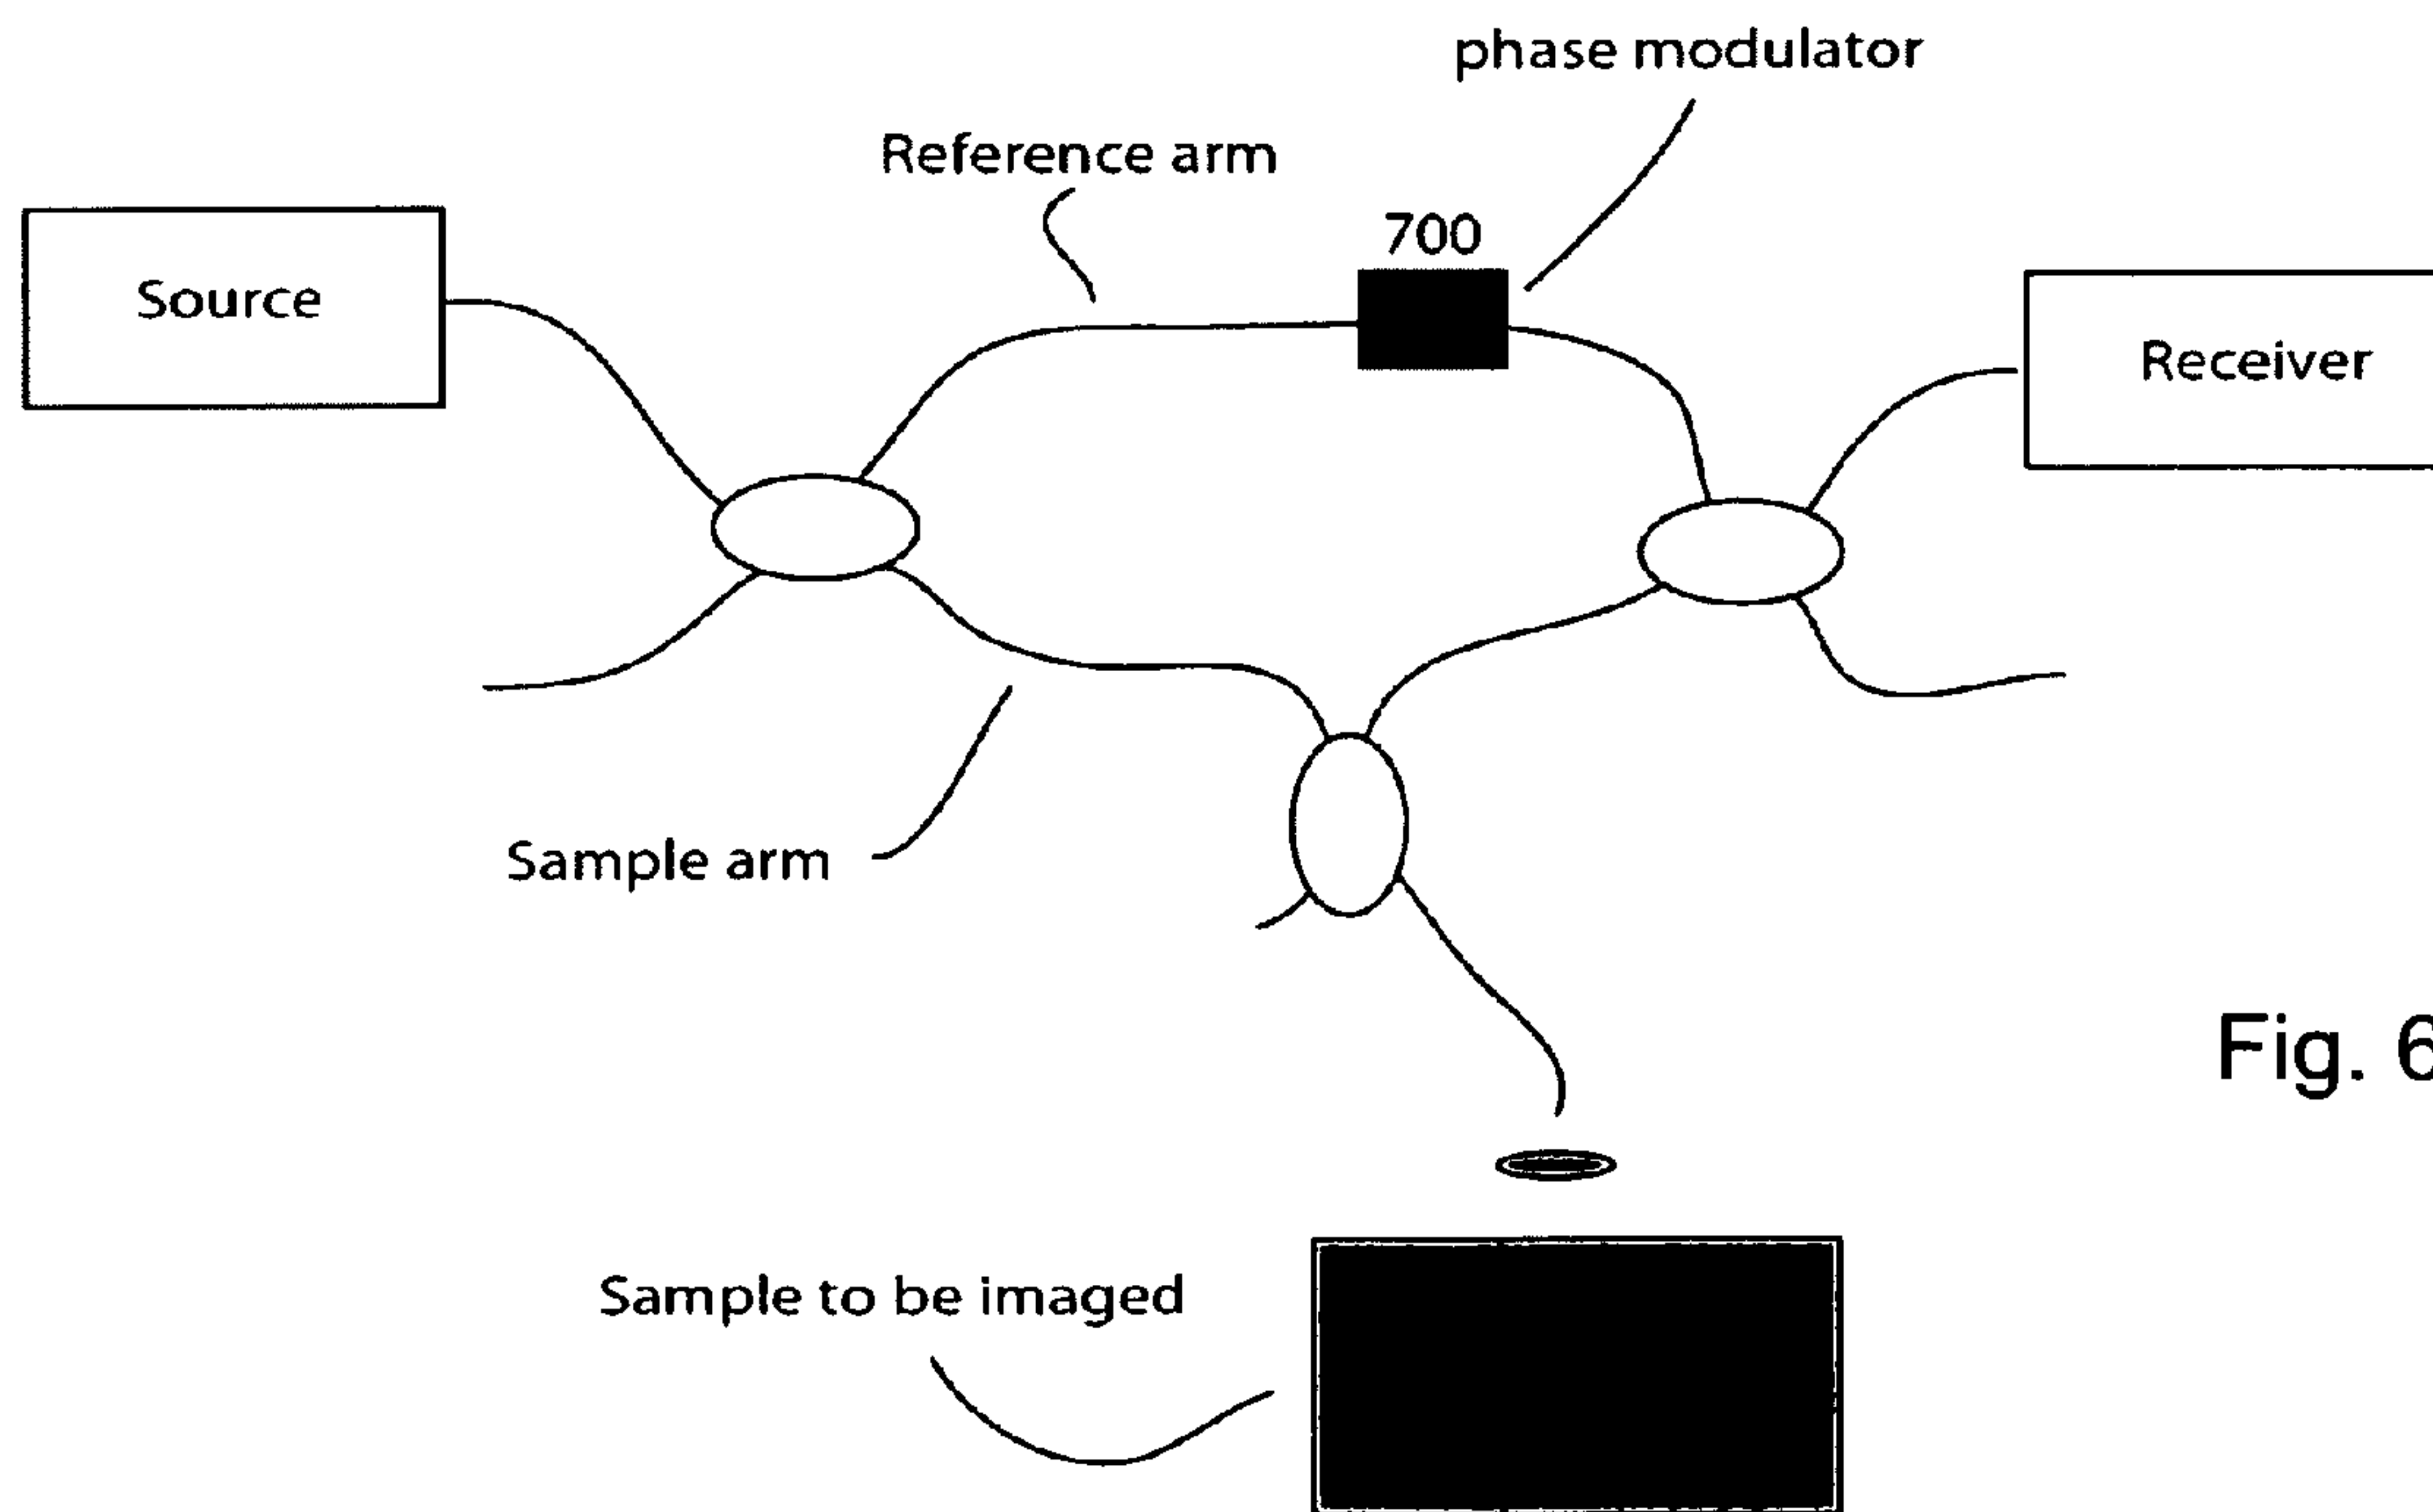 phase modulator
Reference arm
700
Source
Receiver
Sample arm
Fig. 6
Sample to be imaged